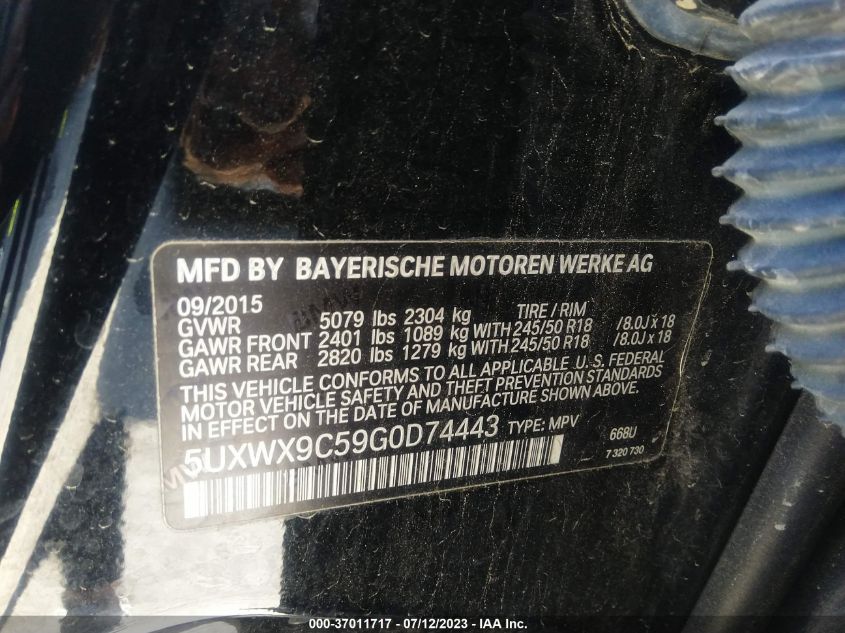 MFD BY BAYERISCHE MOTOREN WERKE AG
09/2015 TIRE / RIM
GVWR 5079 lbs 2304 kg
GAWR FRONT 2401 lbs 1089 kg WITH 245/50 R18 /8.0J x 18
GAWR REAR 2820 lbs 1279 kg WITH 245/50 R18 /8.0J x 18
THIS VEHICLE CONFORMS TO ALL APPLICABLE U.S. FEDERAL
MOTOR VEHICLE SAFETY AND THEFT PREVENTION STANDARDS
IN EFFECT ON THE DATE OF MANUFACTURE SHOWN ABOVE.
5UXWX9C59G0D74443 TYPE: MPV 668U
7 320 730
000-37011717 - 07/12/2023 - IAA Inc.